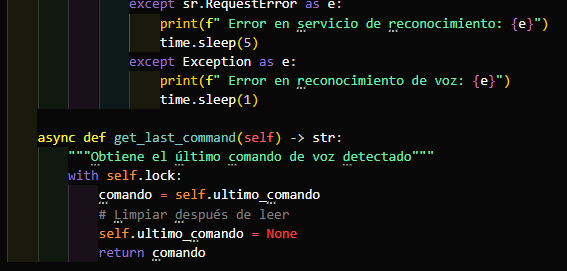 except sr.RequestError as e:
print(f" Error en servicio de reconocimiento: {e}")
time.sleep(5)
except Exception as e:
print(f" Error en reconocimiento de voz: {e}")
time.sleep(1)
async def get_last_command(self) -> str:
"""Obtiene el último comando de voz detectado"""
with self.lock:
comando = self.ultimo_comando
# Limpiar después de leer
self.ultimo_comando = None
return comando